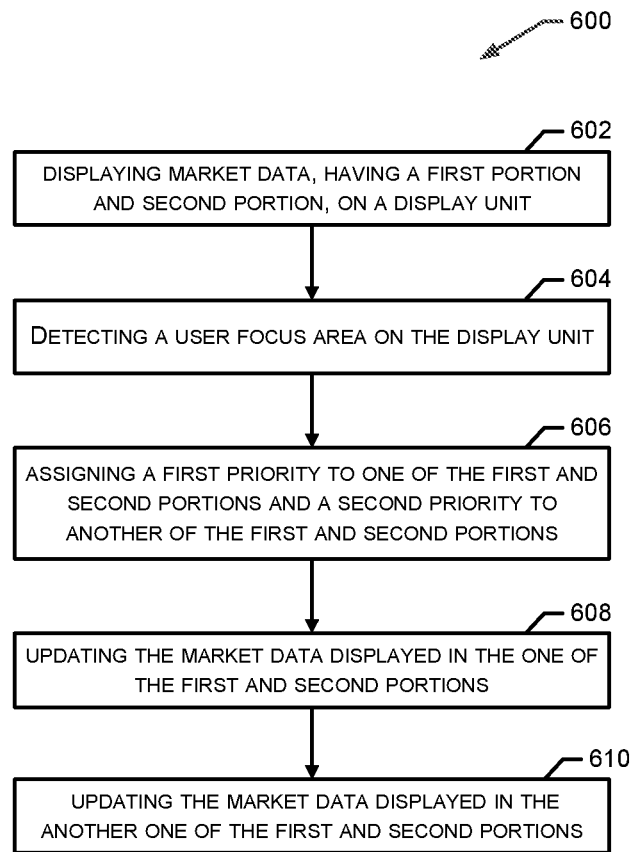 600
602
DISPLAYING MARKET DATA, HAVING A FIRST PORTION
AND SECOND PORTION, ON A DISPLAY UNIT
604
DETECTING A USER FOCUS AREA ON THE DISPLAY UNIT
606
ASSIGNING A FIRST PRIORITY TO ONE OF THE FIRST AND
SECOND PORTIONS AND A SECOND PRIORITY TO
ANOTHER OF THE FIRST AND SECOND PORTIONS
608
UPDATING THE MARKET DATA DISPLAYED IN THE ONE OF
THE FIRST AND SECOND PORTIONS
610
UPDATING THE MARKET DATA DISPLAYED IN THE
ANOTHER ONE OF THE FIRST AND SECOND PORTIONS